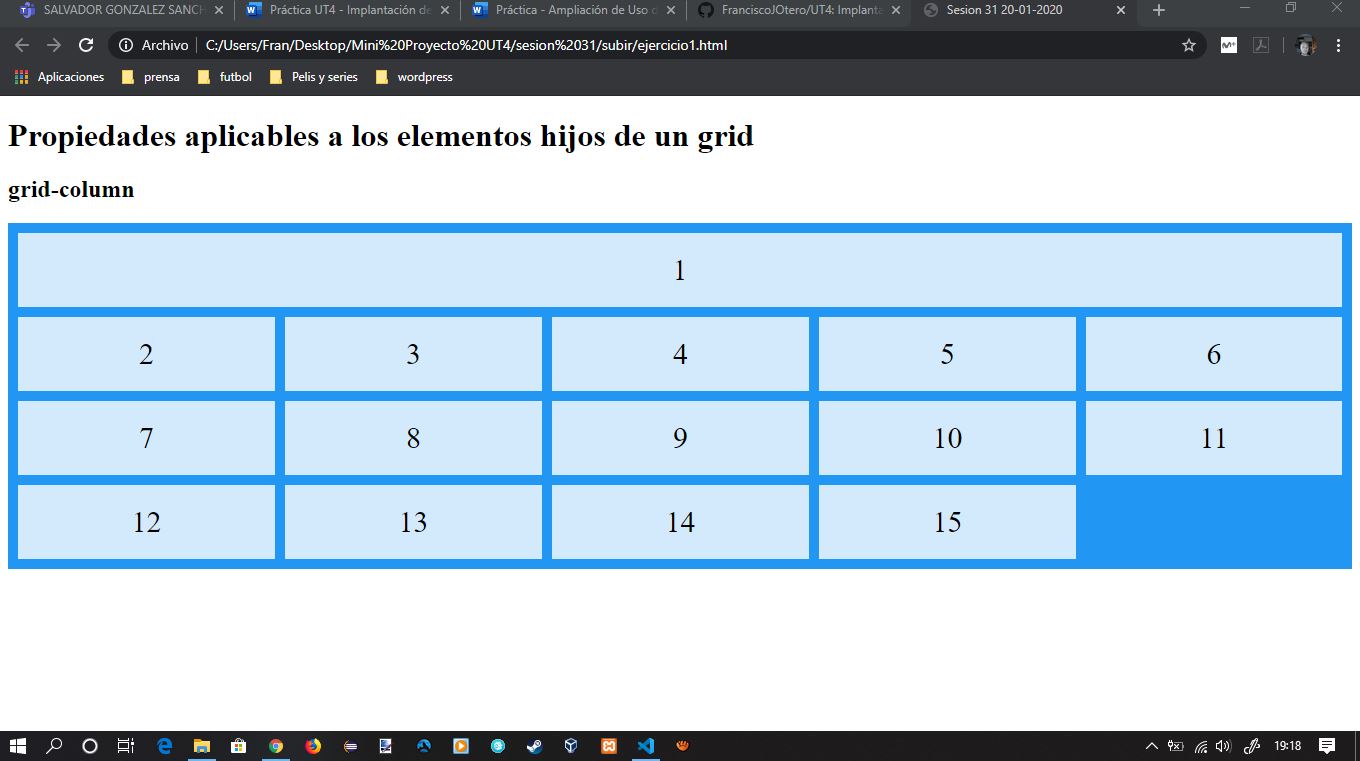 SALVADOR GONZALEZ SANCH
Práctica UT4 - Implantación de
Práctica - Ampliación de Uso d
FranciscoJOtero/UT4: Implanta
Sesion 31 20-01-2020
Archivo
C:/Users/Fran/Desktop/Mini%20Proyecto%20UT4/sesion%2031/subir/ejercicio1.html
Aplicaciones
prensa
futbol
Pelis y series
wordpress
Propiedades aplicables a los elementos hijos de un grid
grid-column
1
2 3 4 5 6
7 8 9 10 11
12 13 14 15
19:18